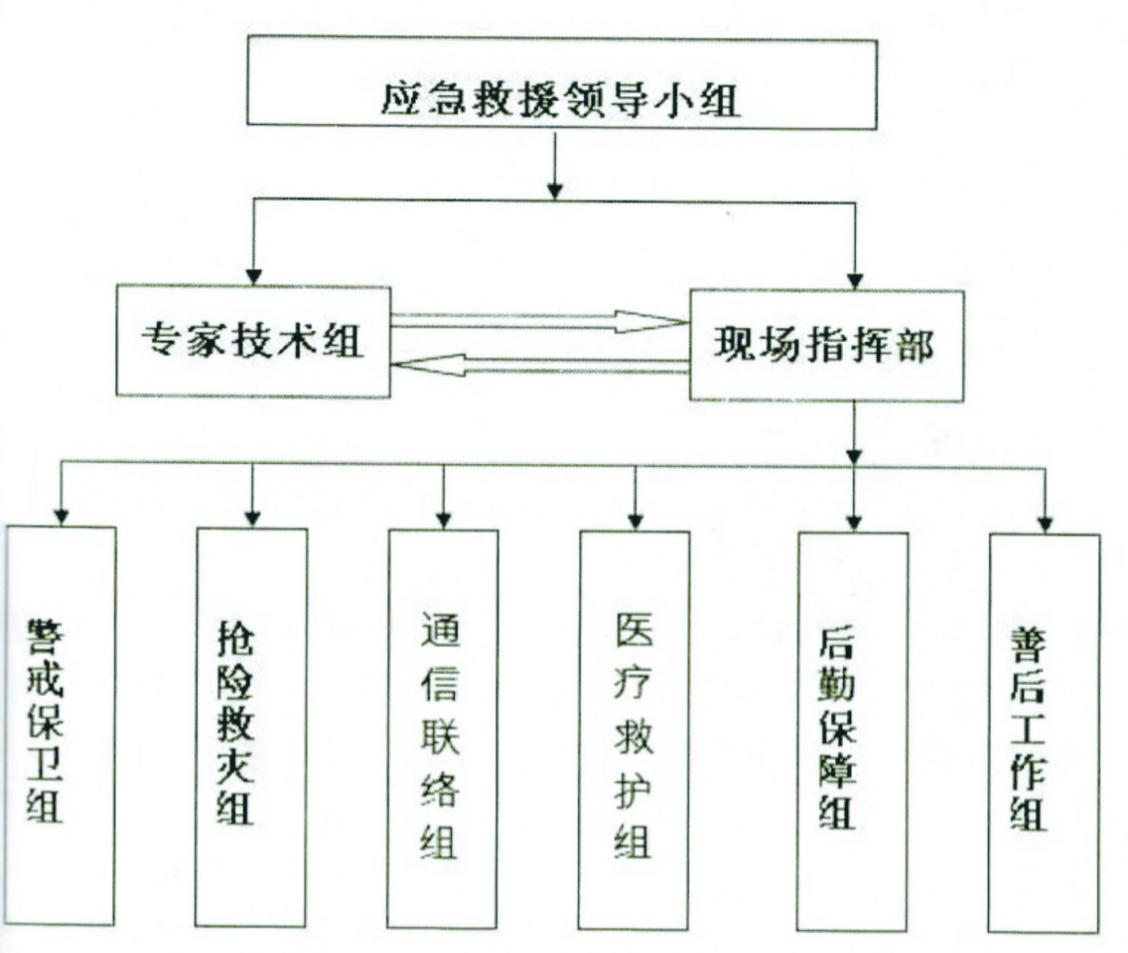 应急救援领导小组
专家技术组
现场指挥部
警戒保卫组
抢险救灾组
通信联络组
医疗救护组
后勤保障组
善后工作组